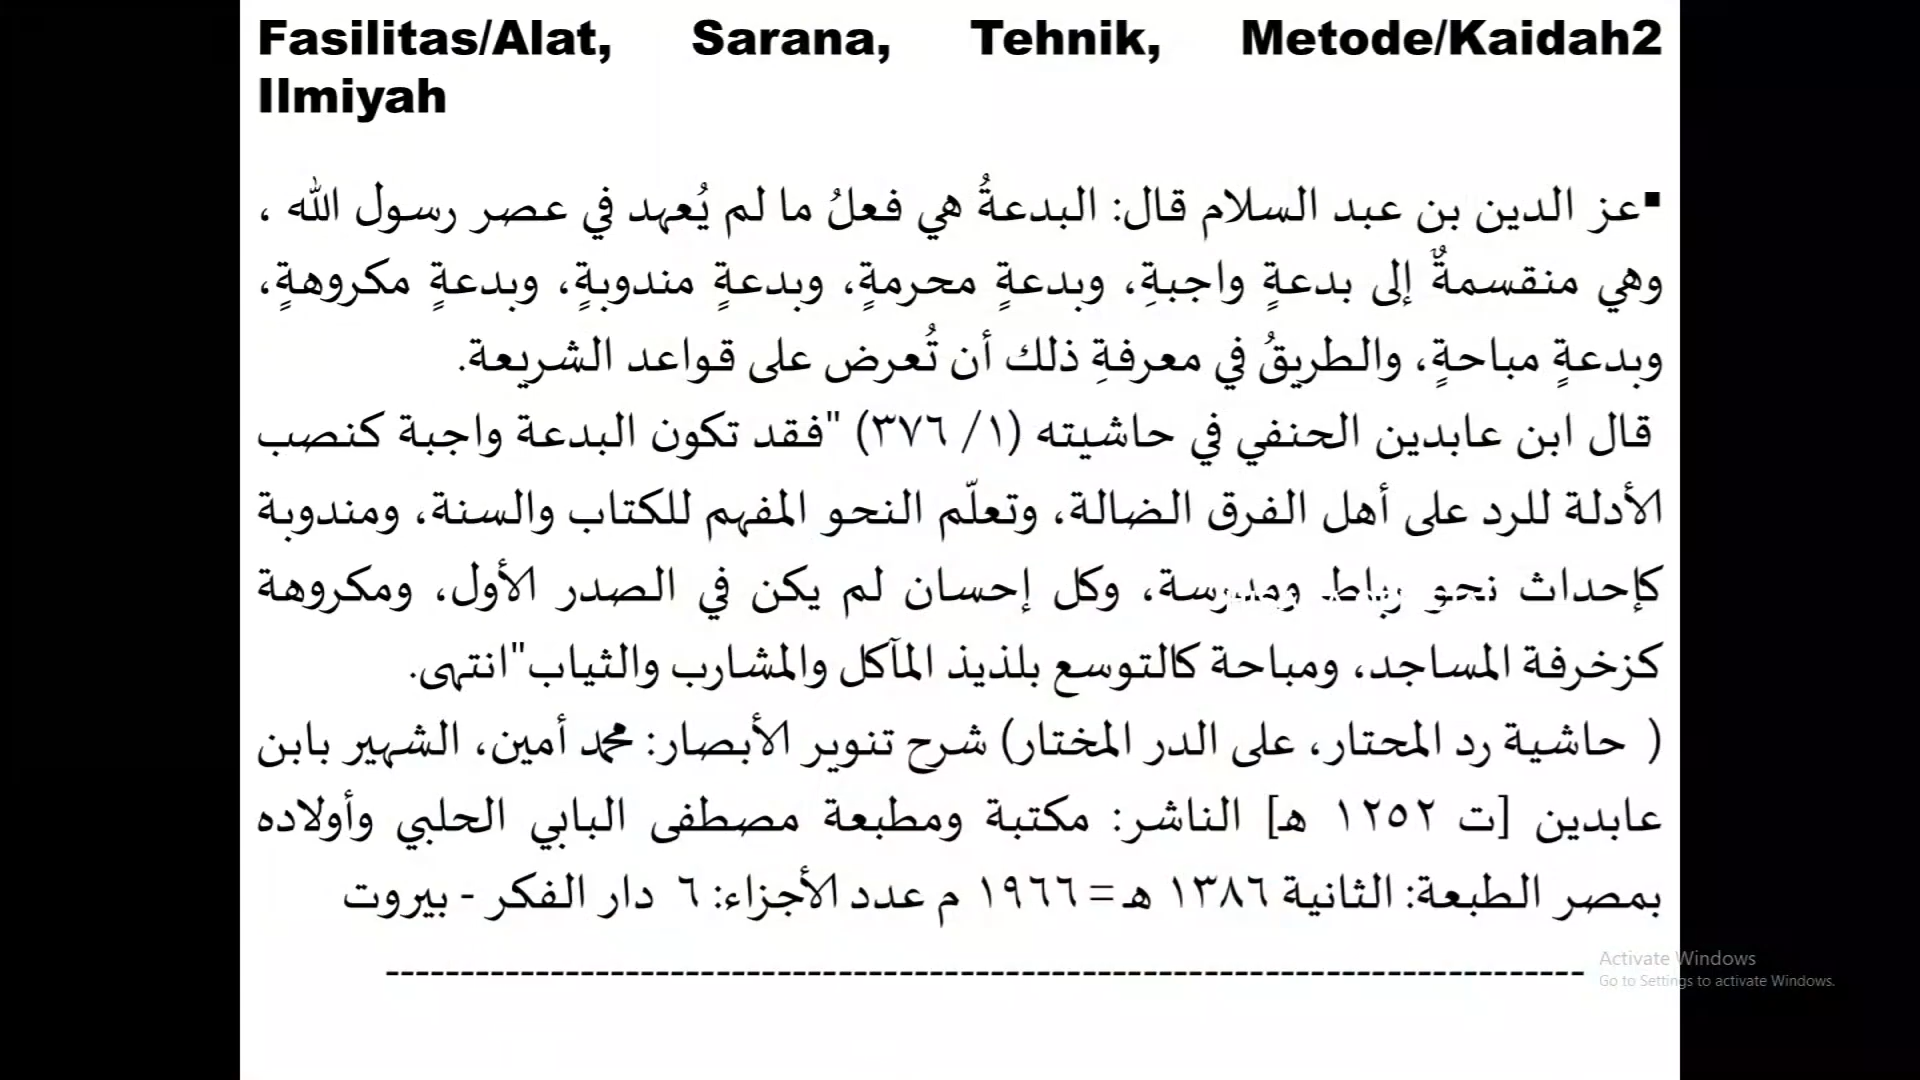 Fasilitas/Alat, Sarana, Tehnik, Metode/Kaidah2
Ilmiyah
▪عز الدين بن عبد السلام قال: البدعةُ هي فعلُ ما لم يُعهد في عصر رسول الله ،
وهي منقسمةٌ إلى بدعةٍ واجبةِ، وبدعةٍ محرمةٍ، وبدعةٍ مندوبةٍ، وبدعةٍ مكروهةٍ،
وبدعةٍ مباحةٍ، والطريقُ في معرفةِ ذلك أن تُعرض على قواعد الشريعة.
قال ابن عابدين الحنفي في حاشيته (١/ ٣٧٦) "فقد تكون البدعة واجبة كنصب
الأدلة للرد على أهل الفرق الضالة، وتعلّم النحو المفهم للكتاب والسنة، ومندوبة
كإحداث نحو رباط ومدرسة، وكل إحسان لم يكن في الصدر الأول، ومكروهة
كزخرفة المساجد، ومباحة كالتوسع بلذيذ المآكل والمشارب والثياب"انتهى.
( حاشية رد المحتار، على الدر المختار) شرح تنوير الأبصار: محمد أمين، الشهير بابن
عابدين [ت ١٢٥٢ هـ] الناشر: مكتبة ومطبعة مصطفى البابي الحلبي وأولاده
بمصر الطبعة: الثانية ١٣٨٦ هـ = ١٩٦٦ م عدد الأجزاء: ٦ دار الفكر - بيروت
--------------------------------------------------------------------------------
Activate Windows
Go to Settings to activate Windows.